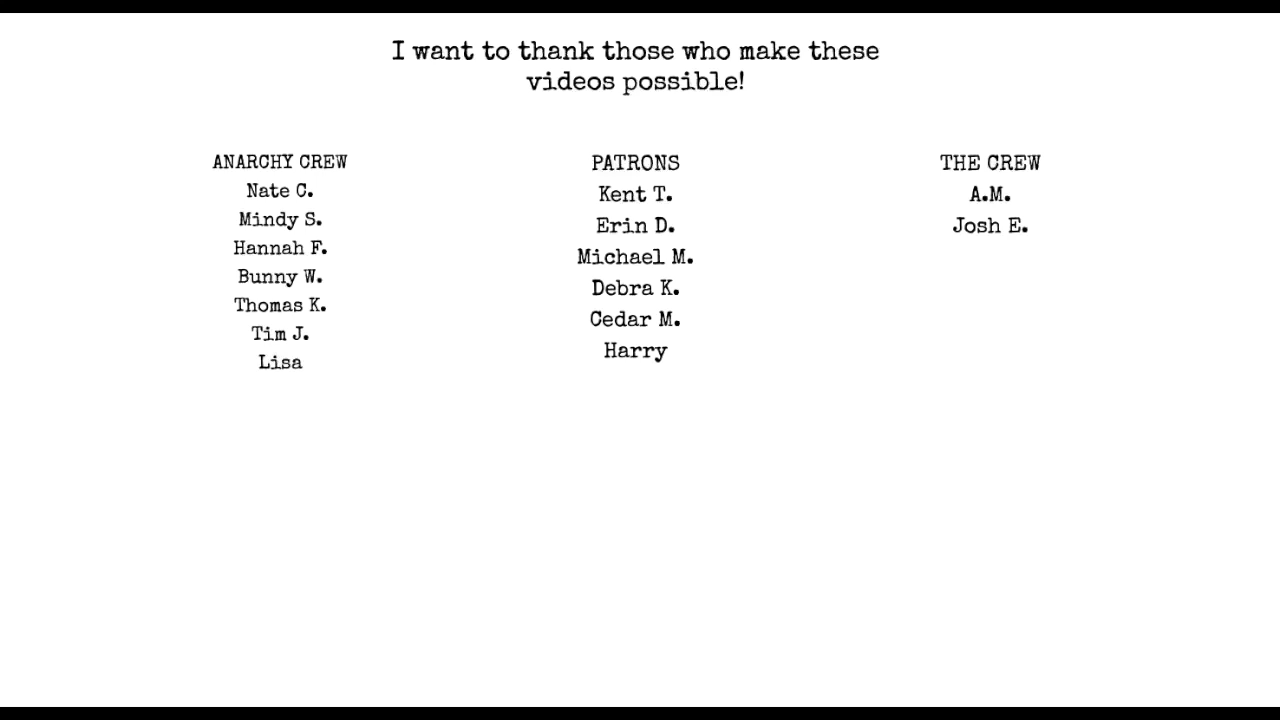 I want to thank those who make these
videos possible!
ANARCHY CREW
Nate C.
Mindy S.
Hannah F.
Bunny W.
Thomas K.
Tim J.
Lisa
PATRONS
Kent T.
Erin D.
Michael M.
Debra K.
Cedar M.
Harry
THE CREW
A.M.
Josh E.